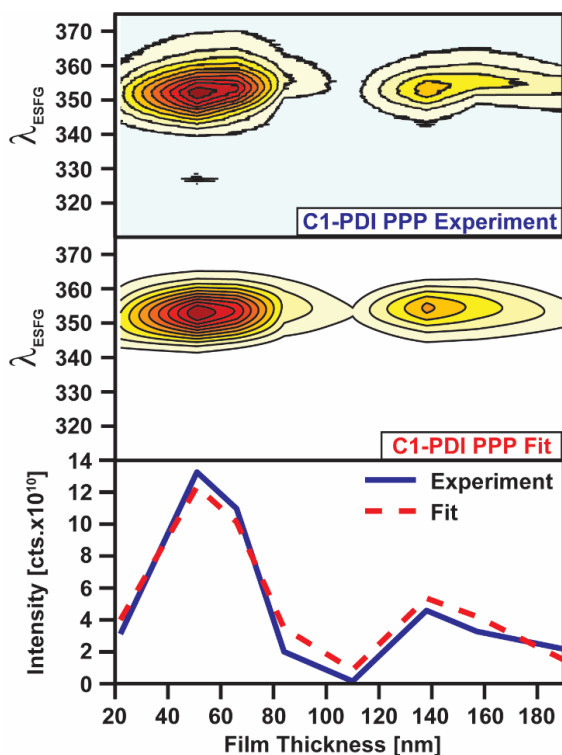 370
360
350
340
330
320
λESFG
C1-PDI PPP Experiment
370
360
350
340
330
320
λESFG
C1-PDI PPP Fit
14
12
10
8
6
4
2
0
Intensity [cts.x10¹⁰]
Experiment
Fit
20 40 60 80 100 120 140 160 180
Film Thickness [nm]